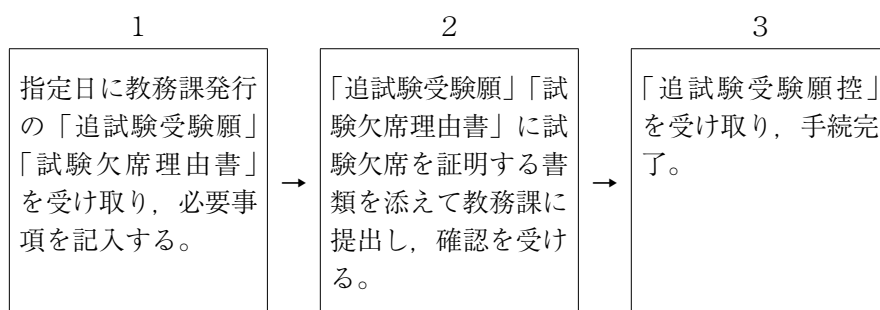 1
指定日に教務課発行
の「追試験受験願」
「試験欠席理由書」
を受け取り，必要事
項を記入する。
→
2
「追試験受験願」「試
験欠席理由書」に試
験欠席を証明する書
類を添えて教務課に
提出し，確認を受け
る。
→
3
「追試験受験願控」
を受け取り，手続完
了。